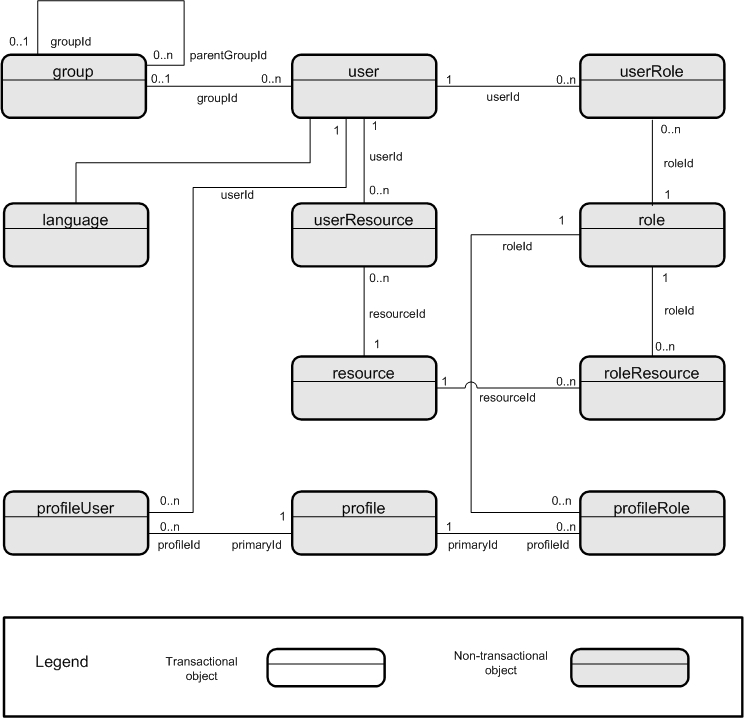 0..1 groupId
0..n parentGroupId
group
0..1 0..n
groupId
user
1 0..n
userId
userRole
1
1
userId
0..n
0..n
roleId
1
userId
language
userResource
1
roleId
role
0..n
resourceId
1
1
roleId
0..n
resource
1 0..n
resourceId
roleResource
profileUser
0..n
0..n
profileId
1
primaryId
profile
1
primaryId
0..n
0..n
profileId
profileRole
Legend
Transactional
object
Non-transactional
object